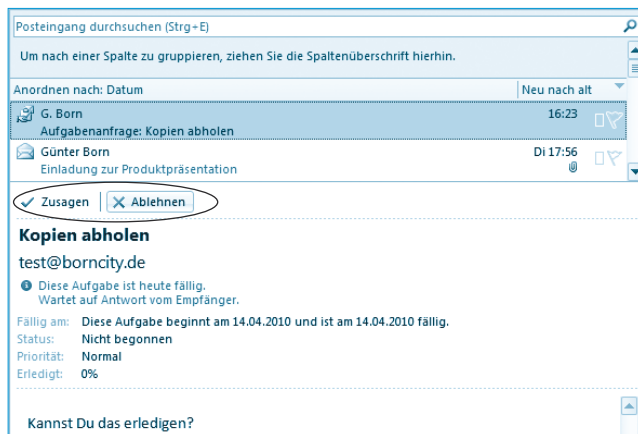 Posteingang durchsuchen (Strg+E)
Um nach einer Spalte zu gruppieren, ziehen Sie die Spaltenüberschrift hierhin.
Anordnen nach: Datum Neu nach alt
G. Born 16:23
Aufgabenanfrage: Kopien abholen
Günter Born Di 17:56
Einladung zur Produktpräsentation
Zusagen Ablehnen
Kopien abholen
test@borncity.de
Diese Aufgabe ist heute fällig.
Wartet auf Antwort vom Empfänger.
Fällig am: Diese Aufgabe beginnt am 14.04.2010 und ist am 14.04.2010 fällig.
Status: Nicht begonnen
Priorität: Normal
Erledigt: 0%
Kannst Du das erledigen?